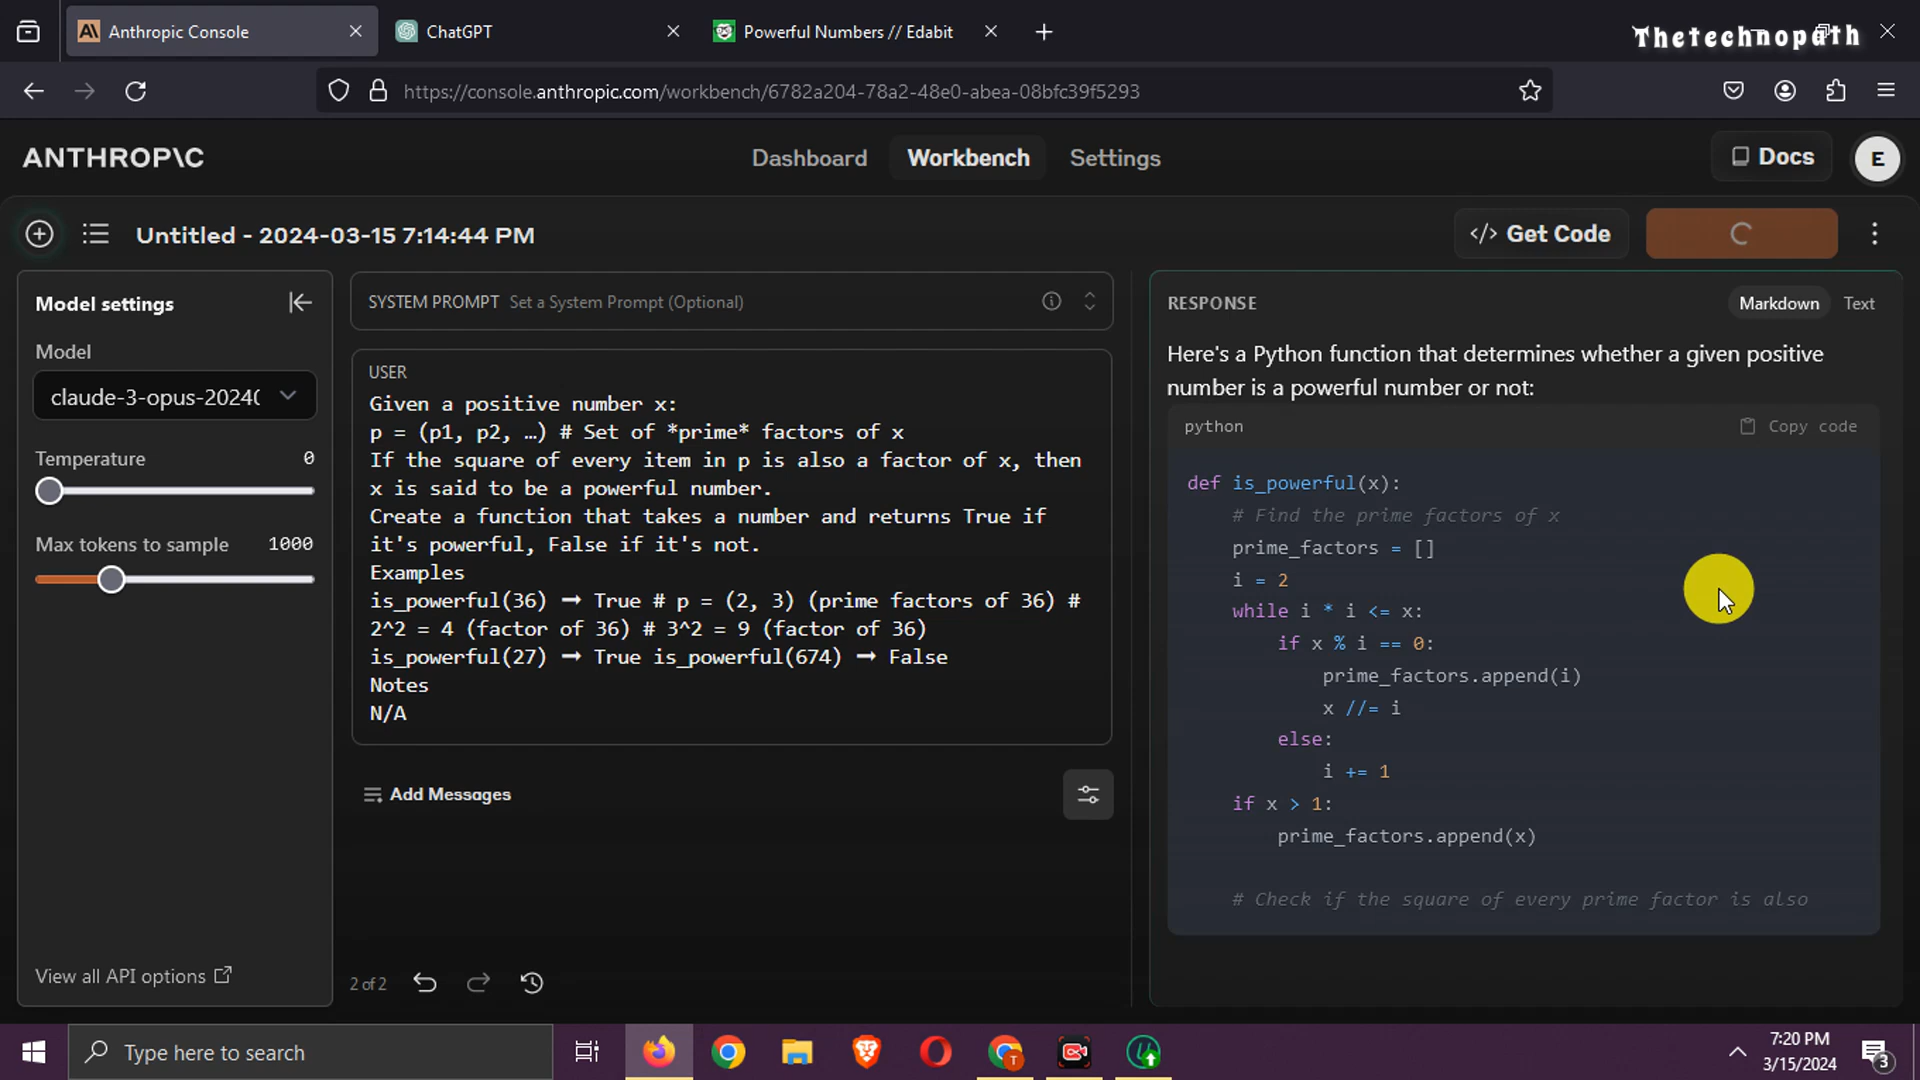 Anthropic Console
ChatGPT
Powerful Numbers // Edabit
Thetechnopath
https://console.anthropic.com/workbench/6782a204-78a2-48e0-abea-08bfc39f5293
ANTHROP\C
Dashboard
Workbench
Settings
Docs
E
Untitled - 2024-03-15 7:14:44 PM
</> Get Code
Model settings
Model
claude-3-opus-20240
Temperature
0
Max tokens to sample
1000
View all API options
SYSTEM PROMPT Set a System Prompt (Optional)
USER
Given a positive number x:
p = (p1, p2, …) # Set of *prime* factors of x
If the square of every item in p is also a factor of x, then
x is said to be a powerful number.
Create a function that takes a number and returns True if
it's powerful, False if it's not.
Examples
is_powerful(36) ➞ True # p = (2, 3) (prime factors of 36) #
2^2 = 4 (factor of 36) # 3^2 = 9 (factor of 36)
is_powerful(27) ➞ True is_powerful(674) ➞ False
Notes
N/A
Add Messages
2 of 2
RESPONSE
Markdown
Text
Here's a Python function that determines whether a given positive
number is a powerful number or not:
python
Copy code
def is_powerful(x):
# Find the prime factors of x
prime_factors = []
i = 2
while i * i <= x:
if x % i == 0:
prime_factors.append(i)
x //= i
else:
i += 1
if x > 1:
prime_factors.append(x)
# Check if the square of every prime factor is also
Type here to search
T
7:20 PM
3/15/2024
3